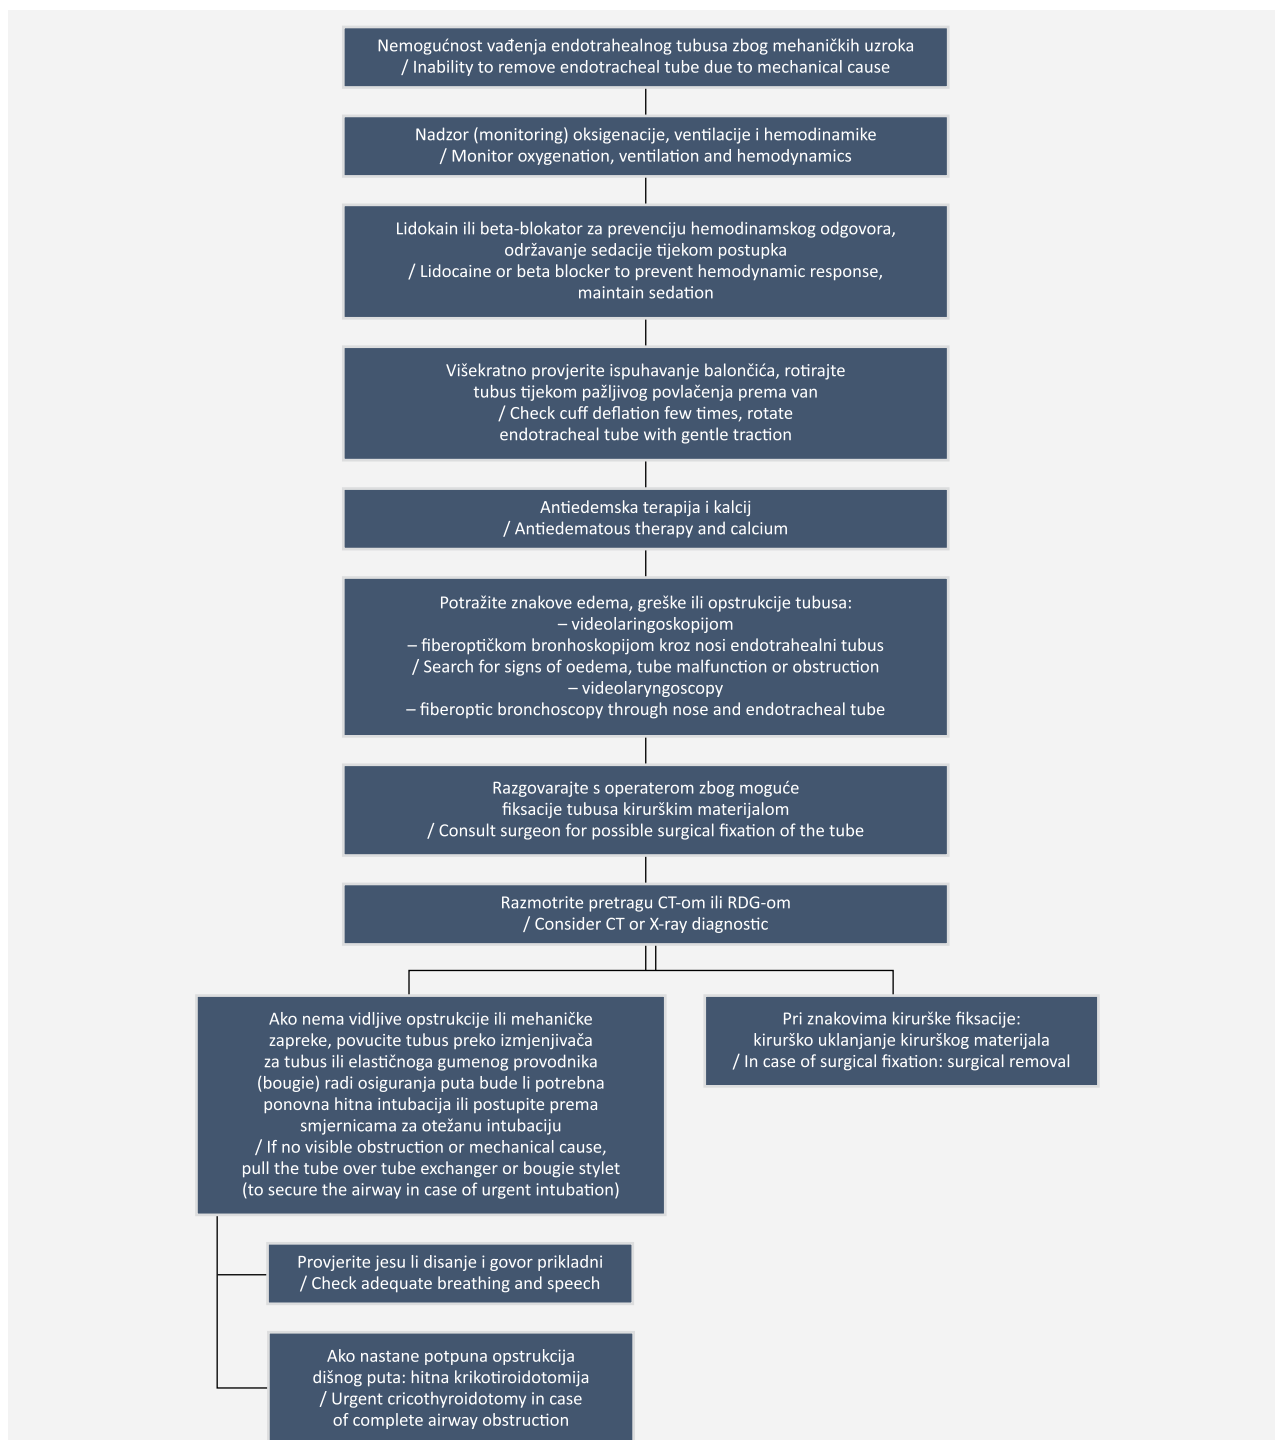 Nemogućnost vađenja endotrahealnog tubusa zbog mehaničkih uzroka
/ Inability to remove endotracheal tube due to mechanical cause
Nadzor (monitoring) oksigenacije, ventilacije i hemodinamike
/ Monitor oxygenation, ventilation and hemodynamics
Lidokain ili beta-blokator za prevenciju hemodinamskog odgovora,
održavanje sedacije tijekom postupka
/ Lidocaine or beta blocker to prevent hemodynamic response,
maintain sedation
Višekratno provjerite ispuhavanje balončića, rotirajte
tubus tijekom pažljivog povlačenja prema van
/ Check cuff deflation few times, rotate
endotracheal tube with gentle traction
Antiedemska terapija i kalcij
/ Antiedematous therapy and calcium
Potražite znakove edema, greške ili opstrukcije tubusa:
– videolaringoskopijom
– fiberoptičkom bronhoskopijom kroz nosi endotrahealni tubus
/ Search for signs of oedema, tube malfunction or obstruction
– videolaryngoscopy
– fiberoptic bronchoscopy through nose and endotracheal tube
Razgovarajte s operaterom zbog moguće
fiksacije tubusa kirurškim materijalom
/ Consult surgeon for possible surgical fixation of the tube
Razmotrite pretragu CT-om ili RDG-om
/ Consider CT or X-ray diagnostic
Ako nema vidljive opstrukcije ili mehaničke
zapreke, povucite tubus preko izmjenjivača
za tubus ili elastičnoga gumenog provodnika
(bougie) radi osiguranja puta bude li potrebna
ponovna hitna intubacija ili postupite prema
smjernicama za otežanu intubaciju
/ If no visible obstruction or mechanical cause,
pull the tube over tube exchanger or bougie stylet
(to secure the airway in case of urgent intubation)
Pri znakovima kirurške fiksacije:
kirurško uklanjanje kirurškog materijala
/ In case of surgical fixation: surgical removal
Provjerite jesu li disanje i govor prikladni
/ Check adequate breathing and speech
Ako nastane potpuna opstrukcija
dišnog puta: hitna krikotiroidotomija
/ Urgent cricothyroidotomy in case
of complete airway obstruction